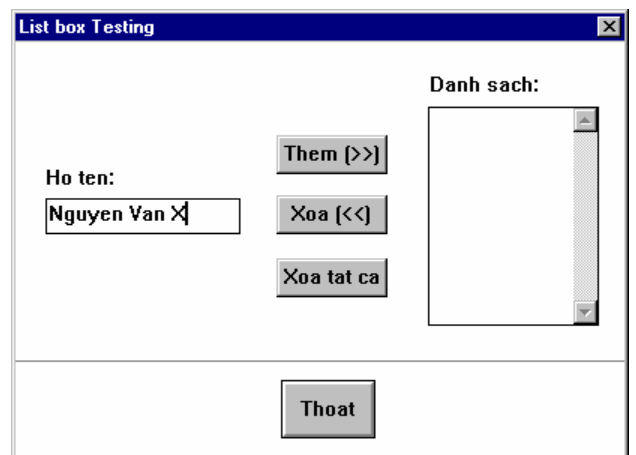 List box Testing
Danh sach:
Them (>>)
Ho ten:
Nguyen Van X
Xoa (<<)
Xoa tat ca
Thoat